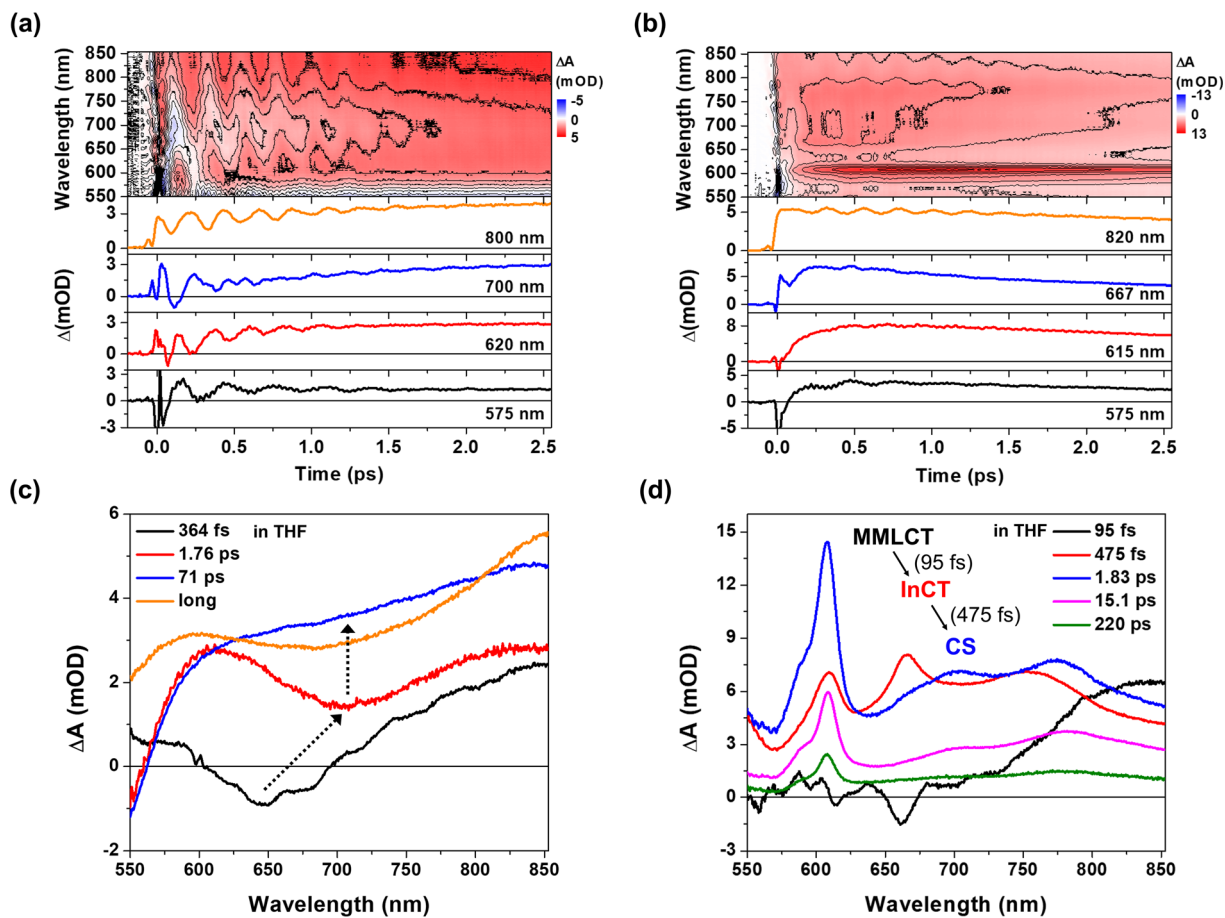 (a)
850
800
750
700
650
600
550
Wavelength (nm)
ΔA
(mOD)
-5
0
5
3
0
800 nm
3
0
700 nm
3
0
620 nm
3
0
-3
575 nm
Δ(mOD)
0.0 0.5 1.0 1.5 2.0 2.5
Time (ps)
(b)
850
800
750
700
650
600
550
Wavelength (nm)
ΔA
(mOD)
-13
0
13
5
0
820 nm
5
0
667 nm
8
0
615 nm
5
0
-5
575 nm
Δ(mOD)
0.0 0.5 1.0 1.5 2.0 2.5
Time (ps)
(c)
6
4
2
0
-2
ΔA (mOD)
364 fs in THF
1.76 ps
71 ps
long
550 600 650 700 750 800 850
Wavelength (nm)
(d)
15
12
9
6
3
0
-3
ΔA (mOD)
MMLCT
(95 fs)
InCT
(475 fs)
CS
in THF 95 fs
475 fs
1.83 ps
15.1 ps
220 ps
550 600 650 700 750 800 850
Wavelength (nm)